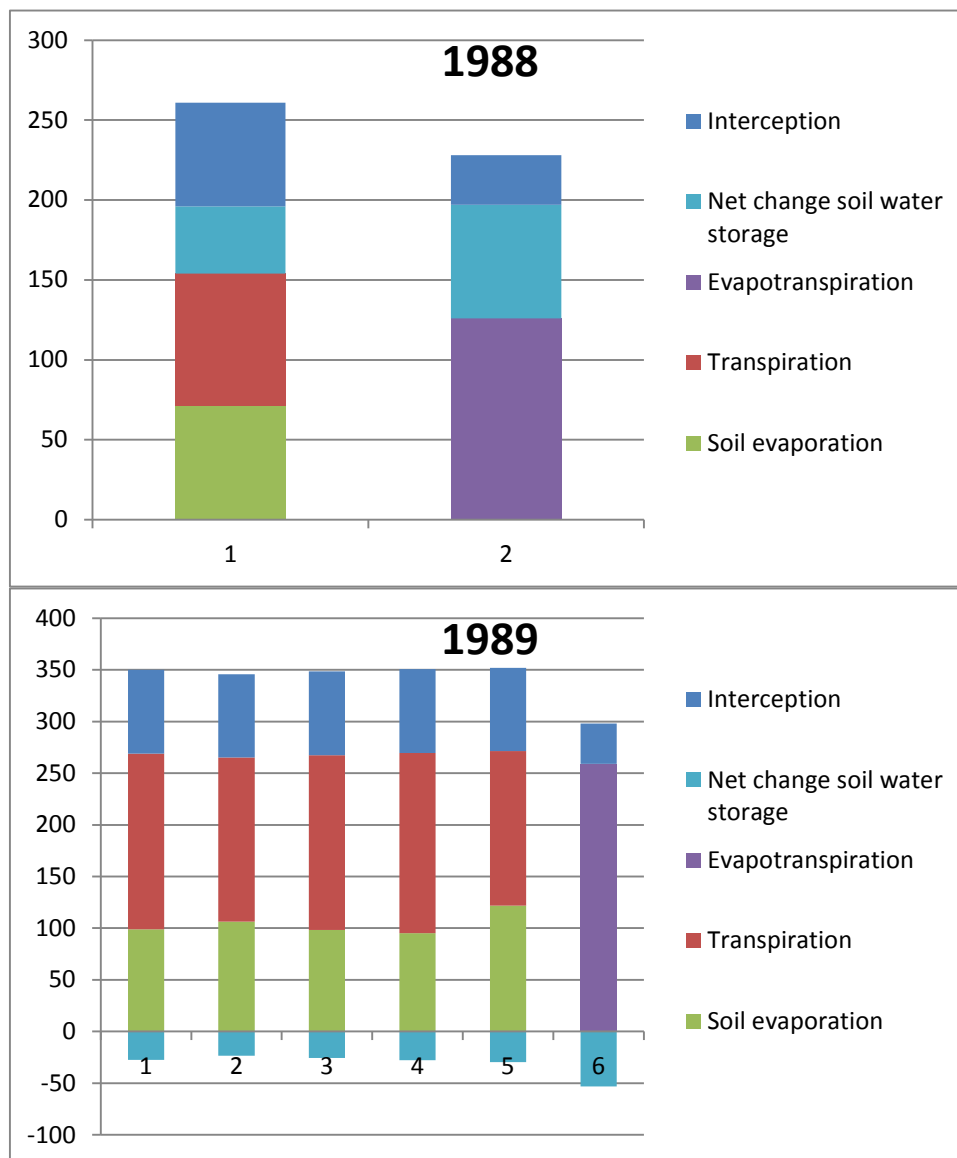 300
1988
250
Interception
200
Net change soil water
storage
150
Evapotranspiration
100
Transpiration
50
Soil evaporation
0
1
2
400
1989
350
Interception
300
250
Net change soil water
storage
200
150
Evapotranspiration
100
Transpiration
50
0
Soil evaporation
1 2 3 4 5 6
-50
-100